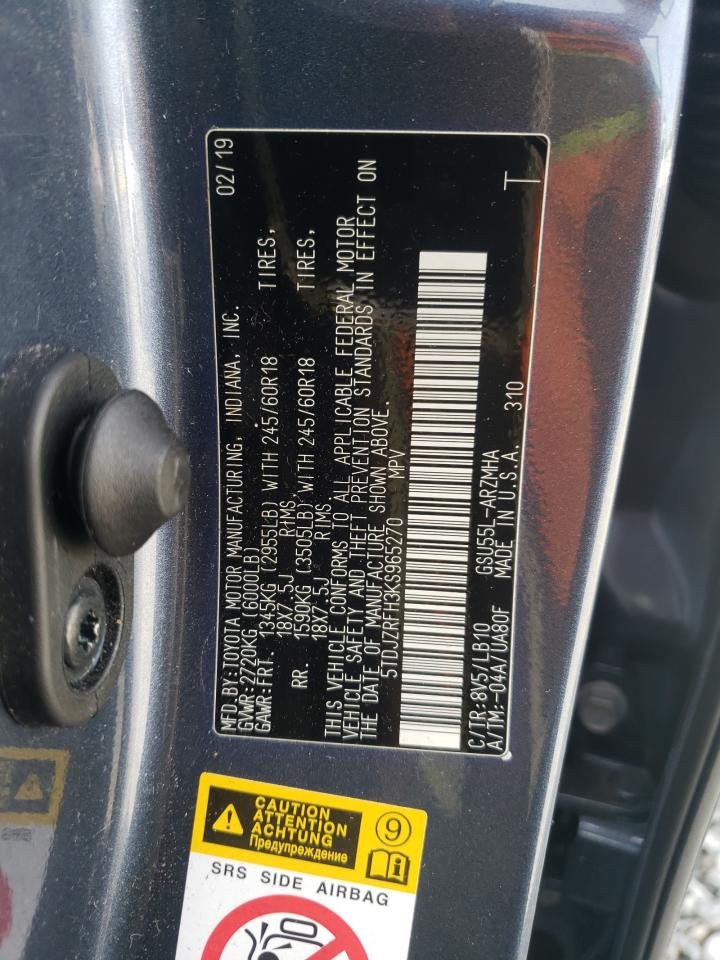 MFD. BY: TOYOTA MOTOR MANUFACTURING, INDIANA, INC. 02/19
GVWR: 2720KG (6000LB)
GAWR: FRT. 1345KG (2955LB) WITH 245/60R18 TIRES,
18X7.5J RIMS
RR. 1590KG (3505LB) WITH 245/60R18 TIRES,
18X7.5J RIMS
THIS VEHICLE CONFORMS TO ALL APPLICABLE FEDERAL MOTOR
VEHICLE SAFETY AND THEFT PREVENTION STANDARDS IN EFFECT ON
THE DATE OF MANUFACTURE SHOWN ABOVE.
5TDJZRFH3KS965270 MPV
C/TR: 8V5/LB10 GSU55L-ARZMHA
A/TM: -04A/UA80F MADE IN U.S.A. 310 T
CAUTION
ATTENTION
ACHTUNG
Предупреждение
9
i
SRS SIDE AIRBAG